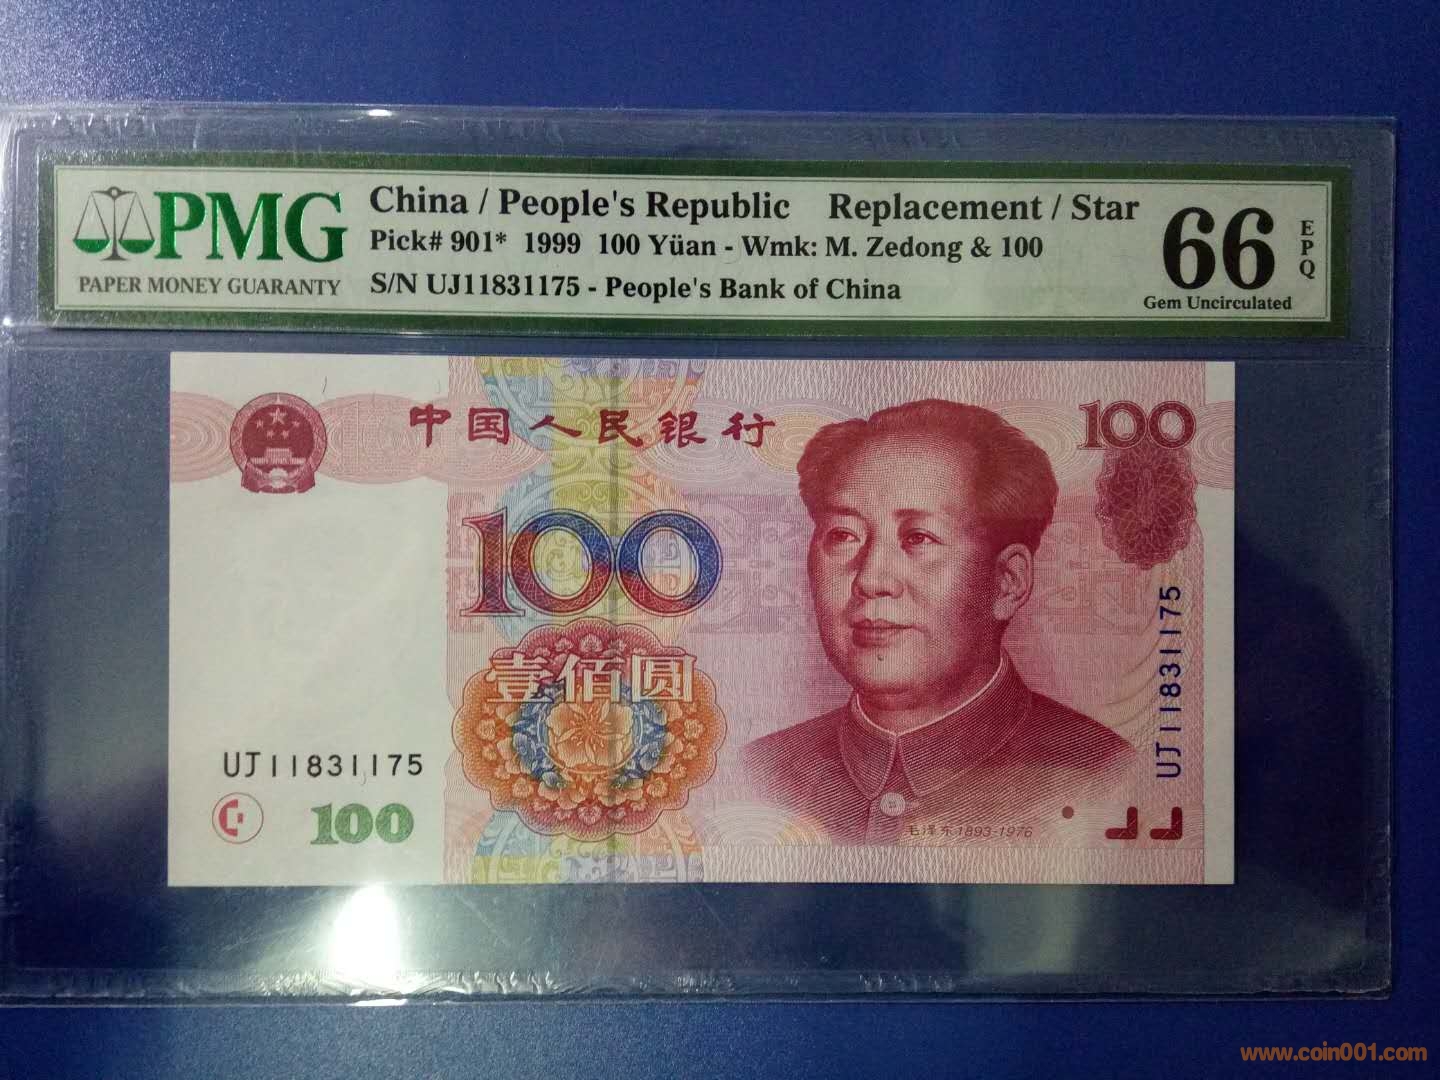 PMG
PAPER MONEY GUARANTY
China / People's Republic Replacement / Star
Pick# 901* 1999 100 Yüan - Wmk: M. Zedong & 100
S/N UJ11831175 - People's Bank of China
66
EPQ
Gem Uncirculated
中国人民银行
100
100
壹佰圆
UJ11831175
UJ11831175
100
毛泽东1893-1976
www.coin001.com